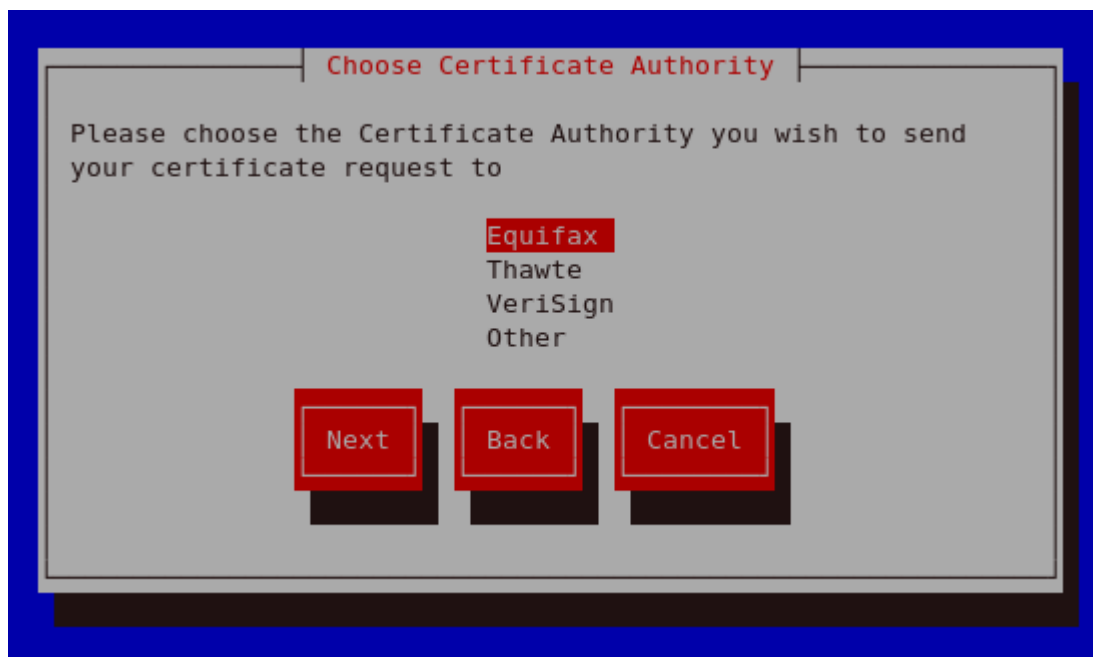 Choose Certificate Authority
Please choose the Certificate Authority you wish to send
your certificate request to
Equifax
Thawte
VeriSign
Other
Next Back Cancel